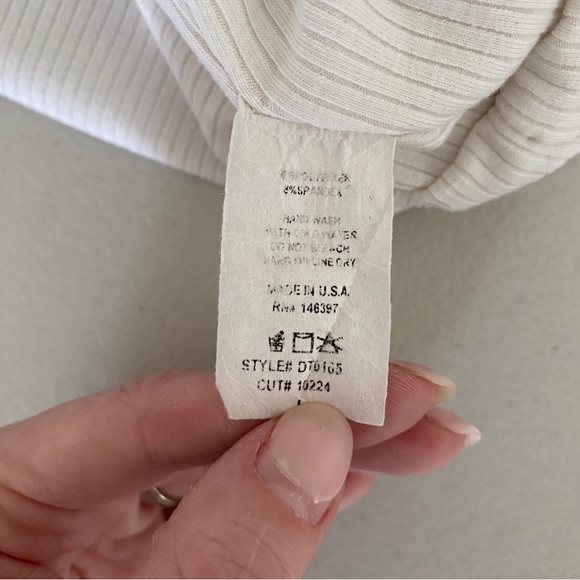 8% SPANDEX
HAND WASH
WITH COLD WATER
DO NOT BLEACH
HANG OR LINE DRY
MADE IN U.S.A.
RN# 146397
STYLE# DT0165
CUT# 10224